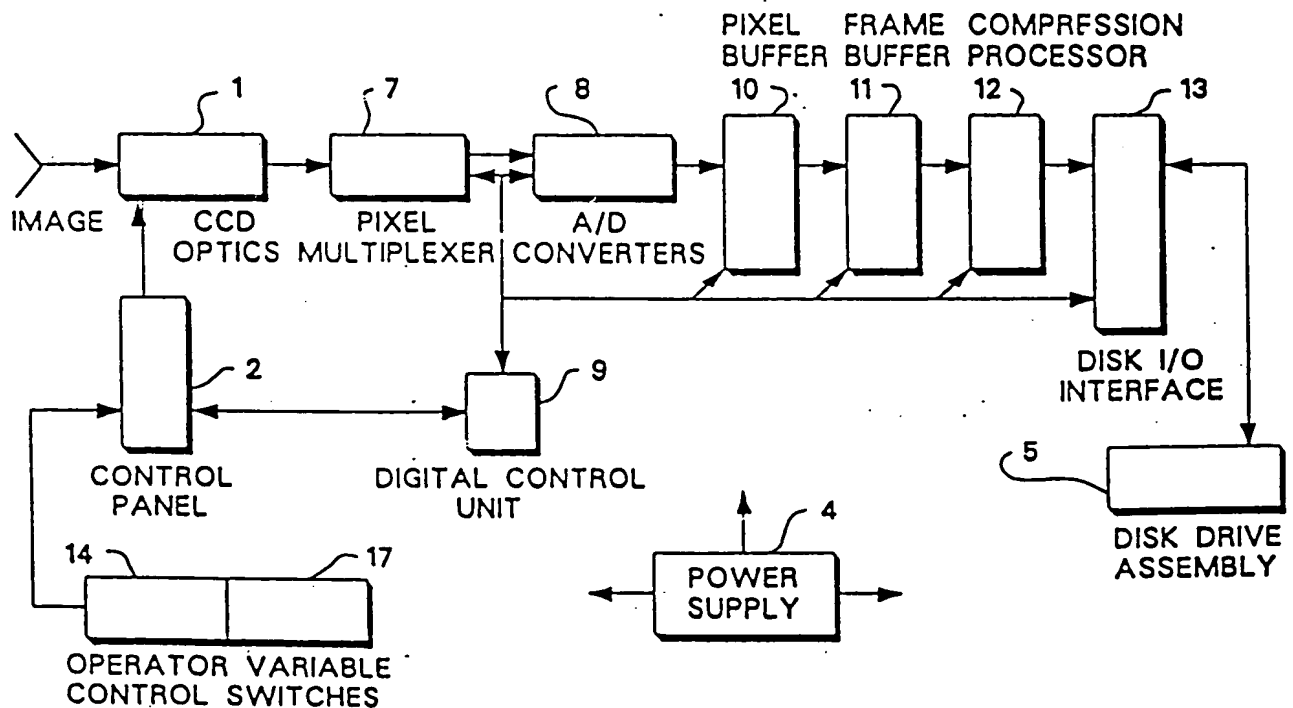 PIXEL FRAME COMPRESSION
BUFFER BUFFER PROCESSOR
1 7 8 10 11 12 13
IMAGE
CCD
OPTICS
PIXEL
MULTIPLEXER
A/D
CONVERTERS
2
9
DISK I/O
INTERFACE
CONTROL
PANEL
DIGITAL CONTROL
UNIT
5
4
DISK DRIVE
ASSEMBLY
14 17
POWER
SUPPLY
OPERATOR VARIABLE
CONTROL SWITCHES